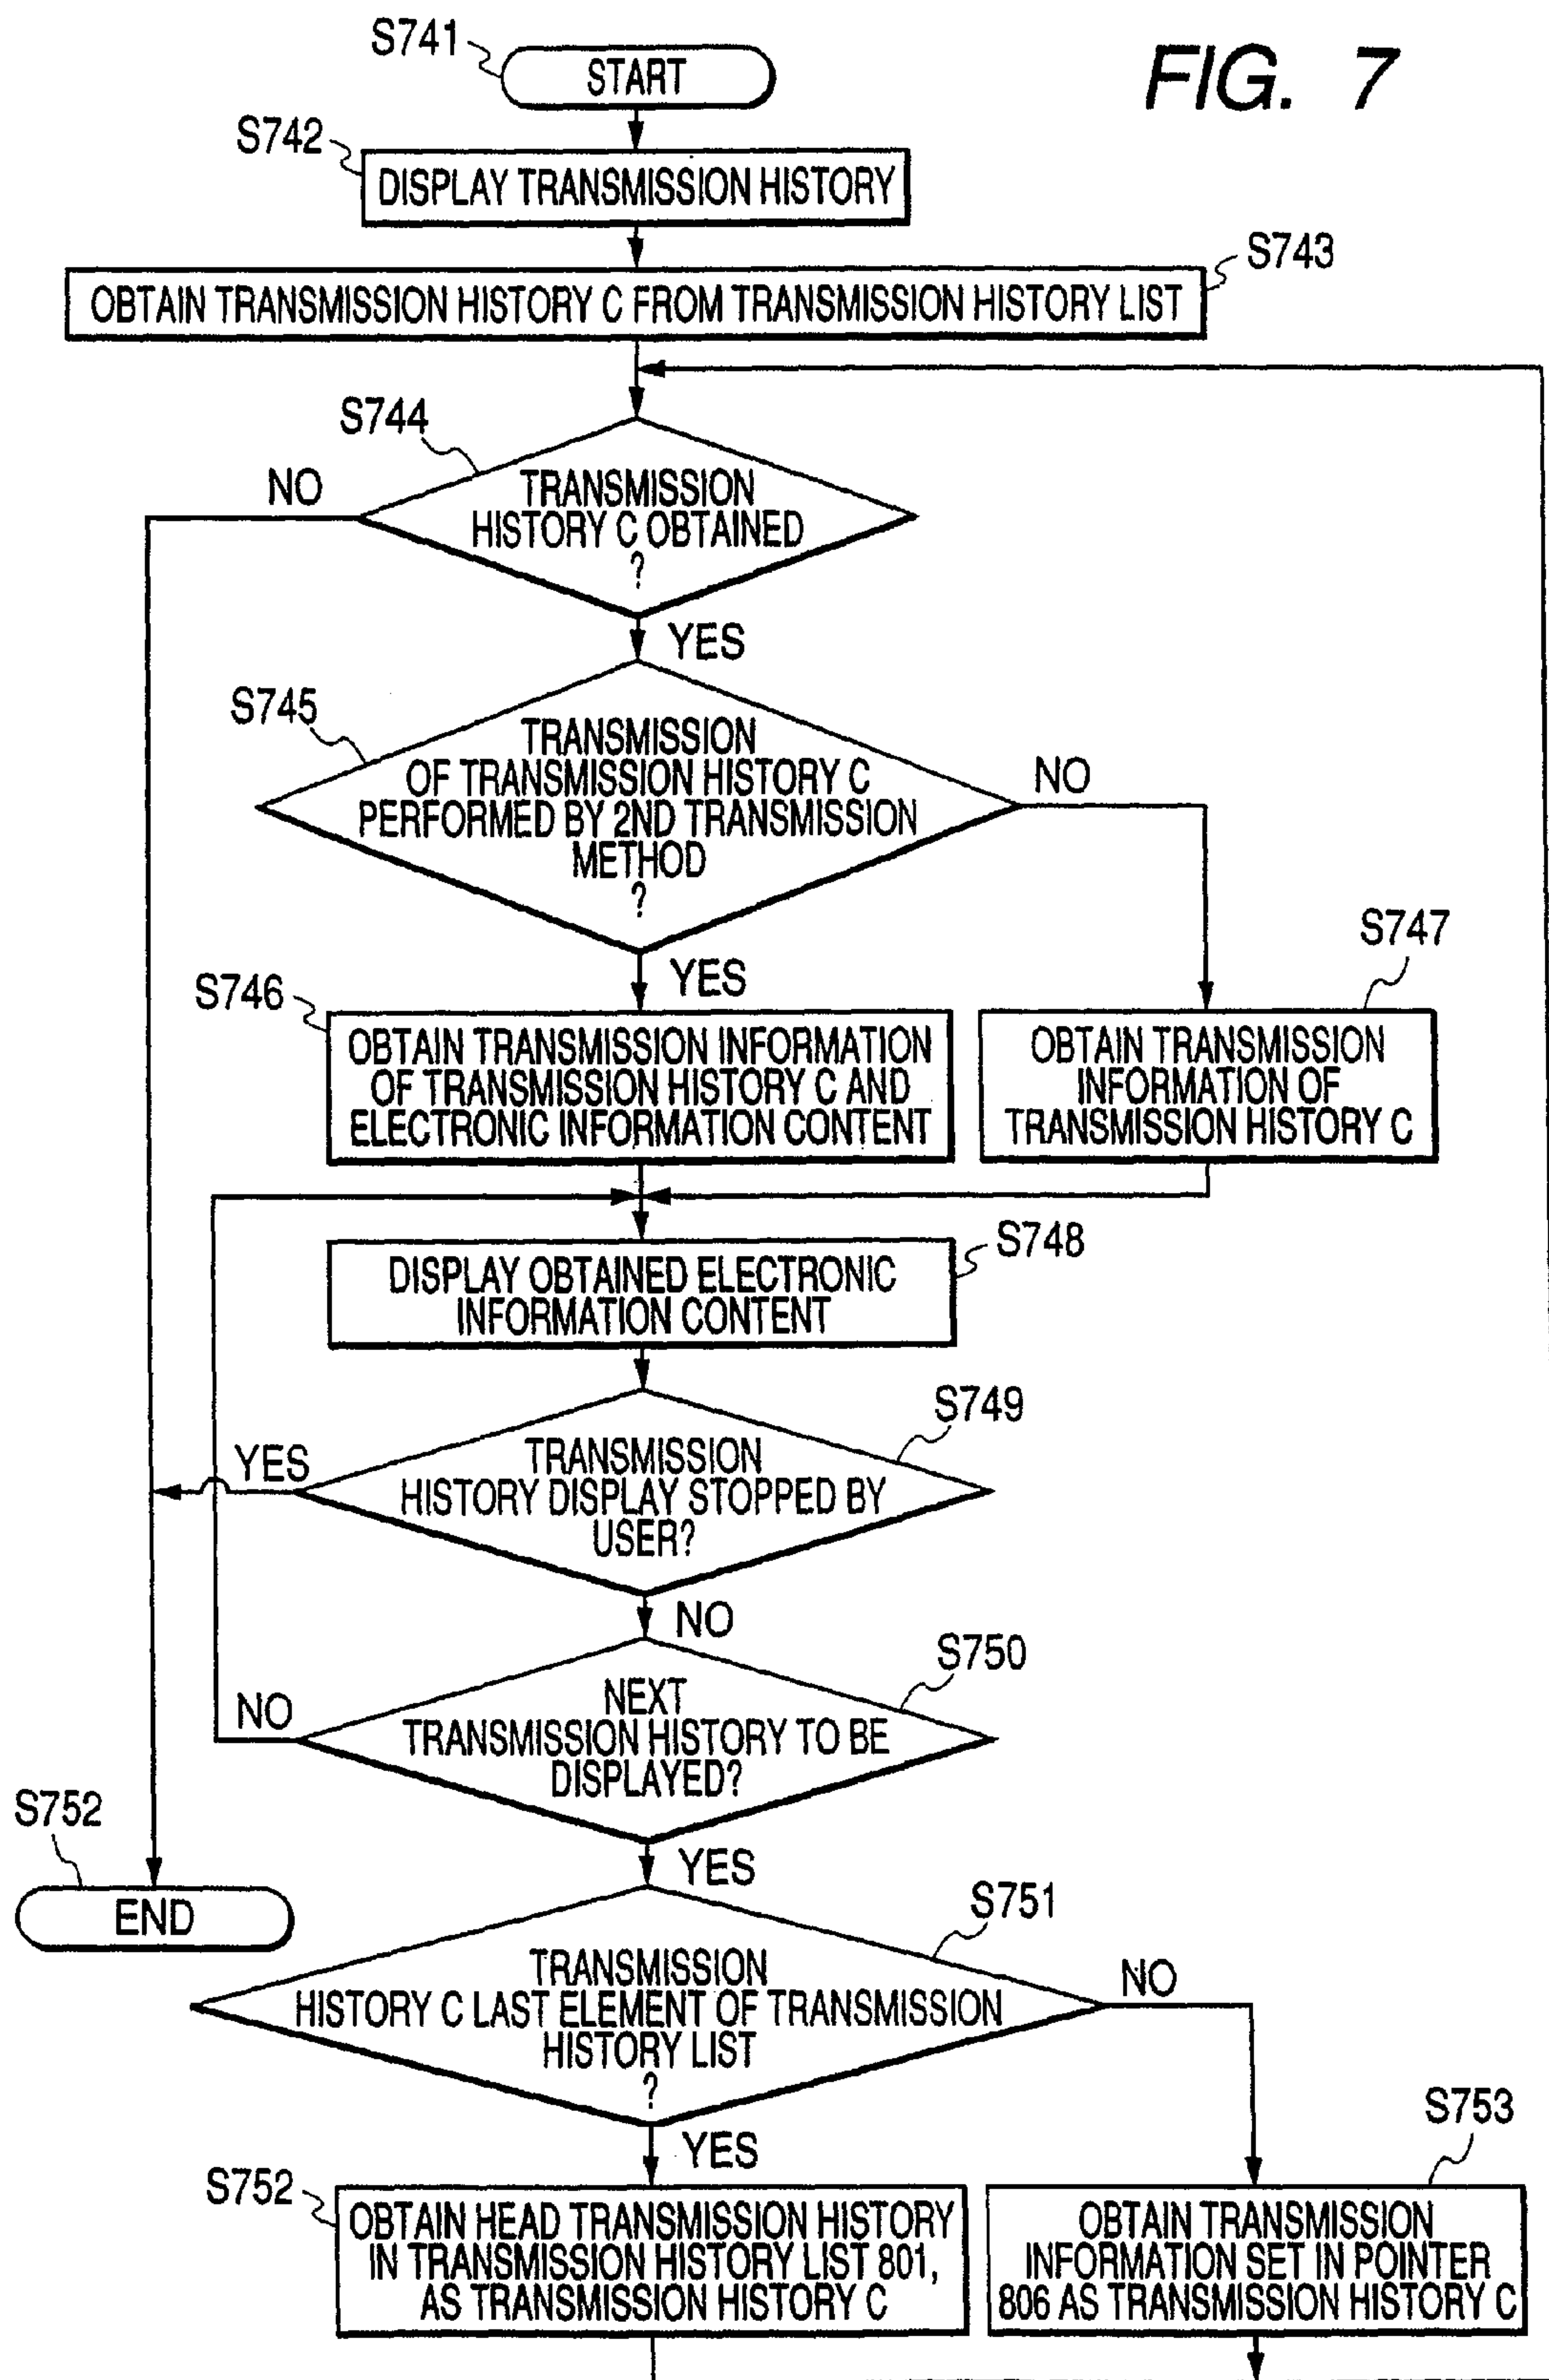 S741
START
FIG. 7
S742
DISPLAY TRANSMISSION HISTORY
S743
OBTAIN TRANSMISSION HISTORY C FROM TRANSMISSION HISTORY LIST
S744
NO
TRANSMISSION
HISTORY C OBTAINED
?
YES
S745
TRANSMISSION
OF TRANSMISSION HISTORY C
PERFORMED BY 2ND TRANSMISSION
METHOD
?
NO
YES
S746
OBTAIN TRANSMISSION INFORMATION
OF TRANSMISSION HISTORY C AND
ELECTRONIC INFORMATION CONTENT
S747
OBTAIN TRANSMISSION
INFORMATION OF
TRANSMISSION HISTORY C
S748
DISPLAY OBTAINED ELECTRONIC
INFORMATION CONTENT
S749
YES
TRANSMISSION
HISTORY DISPLAY STOPPED BY
USER?
NO
S750
NO
NEXT
TRANSMISSION HISTORY TO BE
DISPLAYED?
S752
END
YES
S751
TRANSMISSION
HISTORY C LAST ELEMENT OF TRANSMISSION
HISTORY LIST
?
NO
YES
S752
OBTAIN HEAD TRANSMISSION HISTORY
IN TRANSMISSION HISTORY LIST 801,
AS TRANSMISSION HISTORY C
S753
OBTAIN TRANSMISSION
INFORMATION SET IN POINTER
806 AS TRANSMISSION HISTORY C